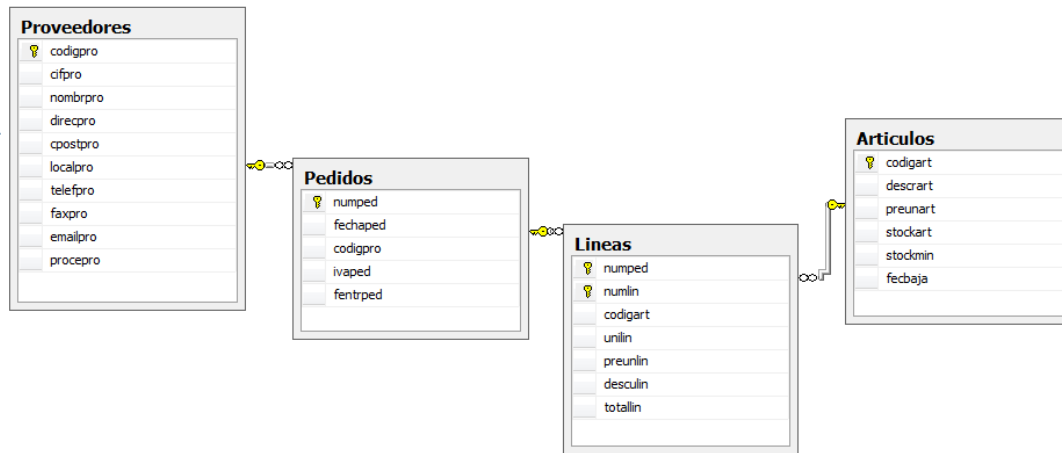 Proveedores
codigpro
cifpro
nombrpro
direcpro
cpostpro
localpro
telefpro
faxpro
emailpro
procepro
Pedidos
numped
fechaped
codigpro
ivaped
fentrped
Lineas
numped
numlin
codigart
unilin
preunlin
desculin
totallin
Articulos
codigart
descrart
preunart
stockart
stockmin
fecbaja